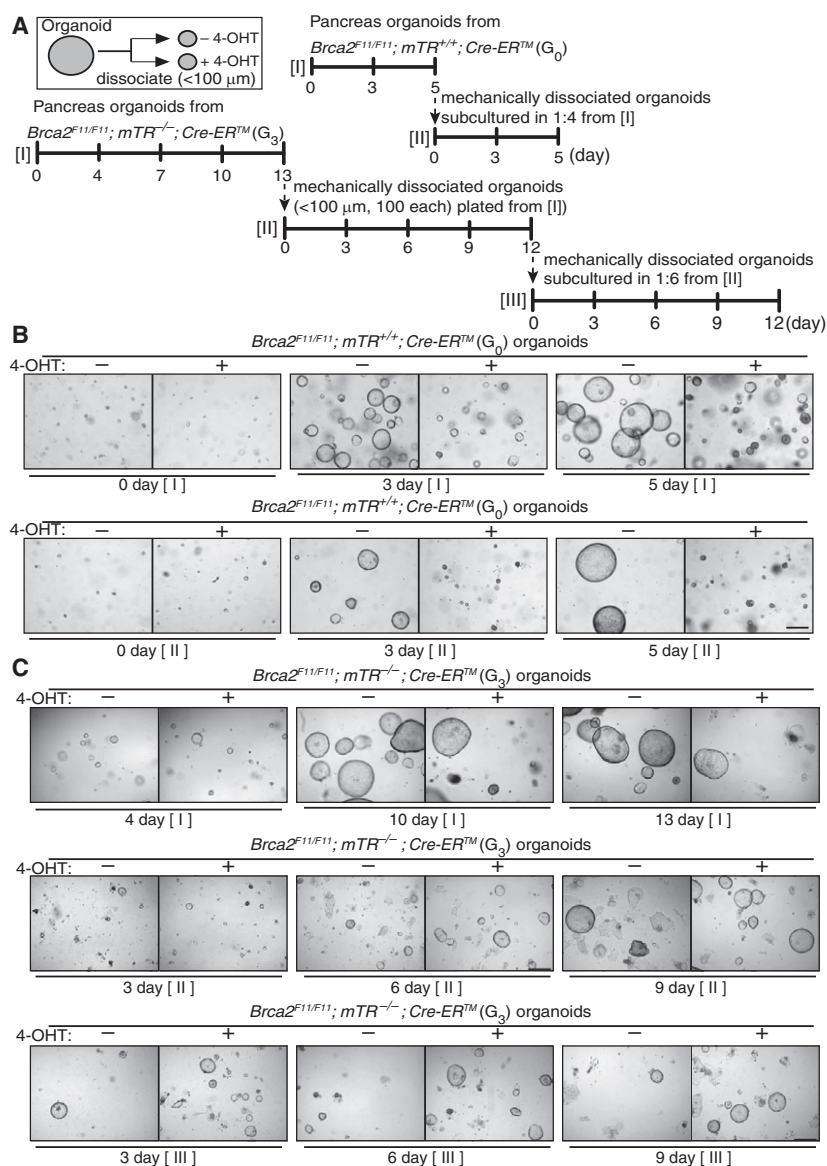 A
Organoid
− 4-OHT
+ 4-OHT
dissociate (<100 μm)
Pancreas organoids from
Brca2F11/F11; mTR+/+; Cre-ERTM (G0)
[I]
0 3 5
mechanically dissociated organoids
subcultured in 1:4 from [I]
[II]
0 3 5 (day)
Pancreas organoids from
Brca2F11/F11; mTR−/−; Cre-ERTM (G3)
[I]
0 4 7 10 13
mechanically dissociated organoids
(<100 μm, 100 each) plated from [I])
[II]
0 3 6 9 12
mechanically dissociated organoids
subcultured in 1:6 from [II]
[III]
0 3 6 9 12(day)
B
Brca2F11/F11; mTR+/+; Cre-ERTM (G0) organoids
4-OHT: − + − + − +
0 day [ I ] 3 day [ I ] 5 day [ I ]
Brca2F11/F11; mTR+/+; Cre-ERTM (G0) organoids
4-OHT: − + − + − +
0 day [ II ] 3 day [ II ] 5 day [ II ]
C
Brca2F11/F11; mTR−/−; Cre-ERTM (G3) organoids
4-OHT: − + − + − +
4 day [ I ] 10 day [ I ] 13 day [ I ]
Brca2F11/F11; mTR−/− ; Cre-ERTM (G3) organoids
4-OHT: − + − + − +
3 day [ II ] 6 day [ II ] 9 day [ II ]
Brca2F11/F11; mTR−/− ; Cre-ERTM (G3) organoids
4-OHT: − + − + − +
3 day [ III ] 6 day [ III ] 9 day [ III ]